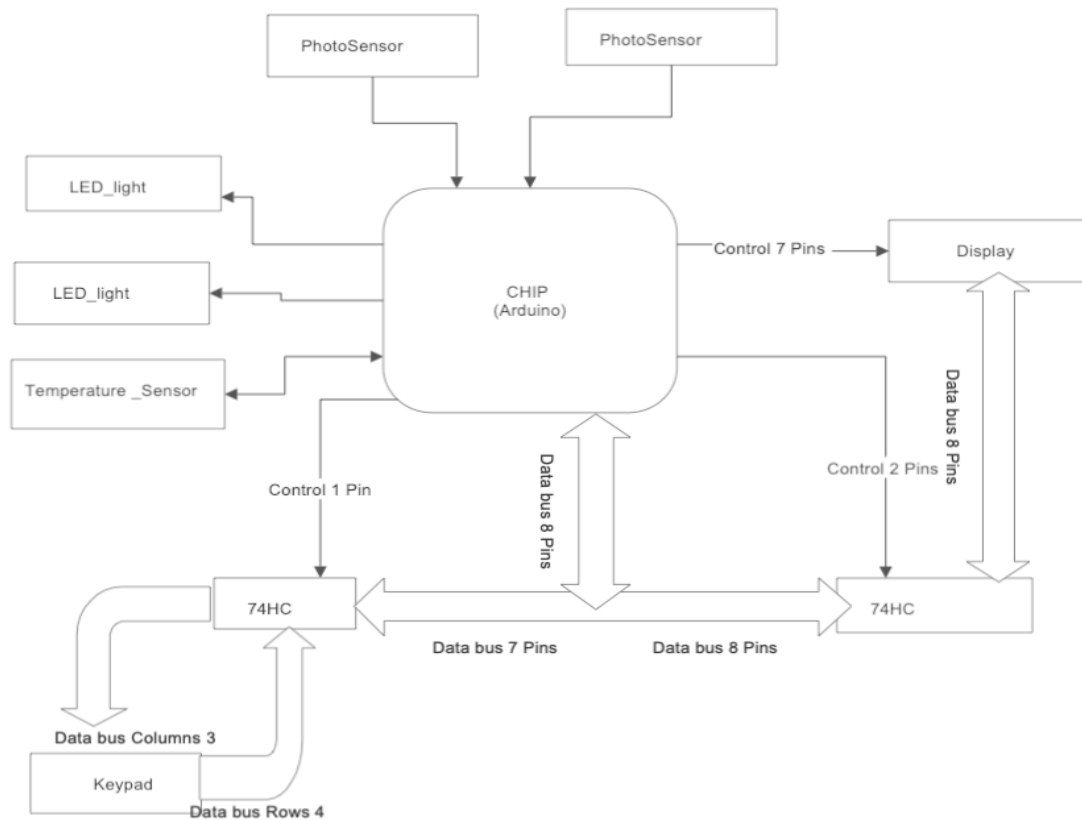 PhotoSensor
PhotoSensor
LED_light
LED_light
Temperature _Sensor
CHIP
(Arduino)
Control 7 Pins
Display
Data bus 8 Pins
Control 2 Pins
Data bus 8 Pins
Control 1 Pin
74HC
74HC
Data bus 7 Pins
Data bus 8 Pins
Data bus Columns 3
Keypad
Data bus Rows 4